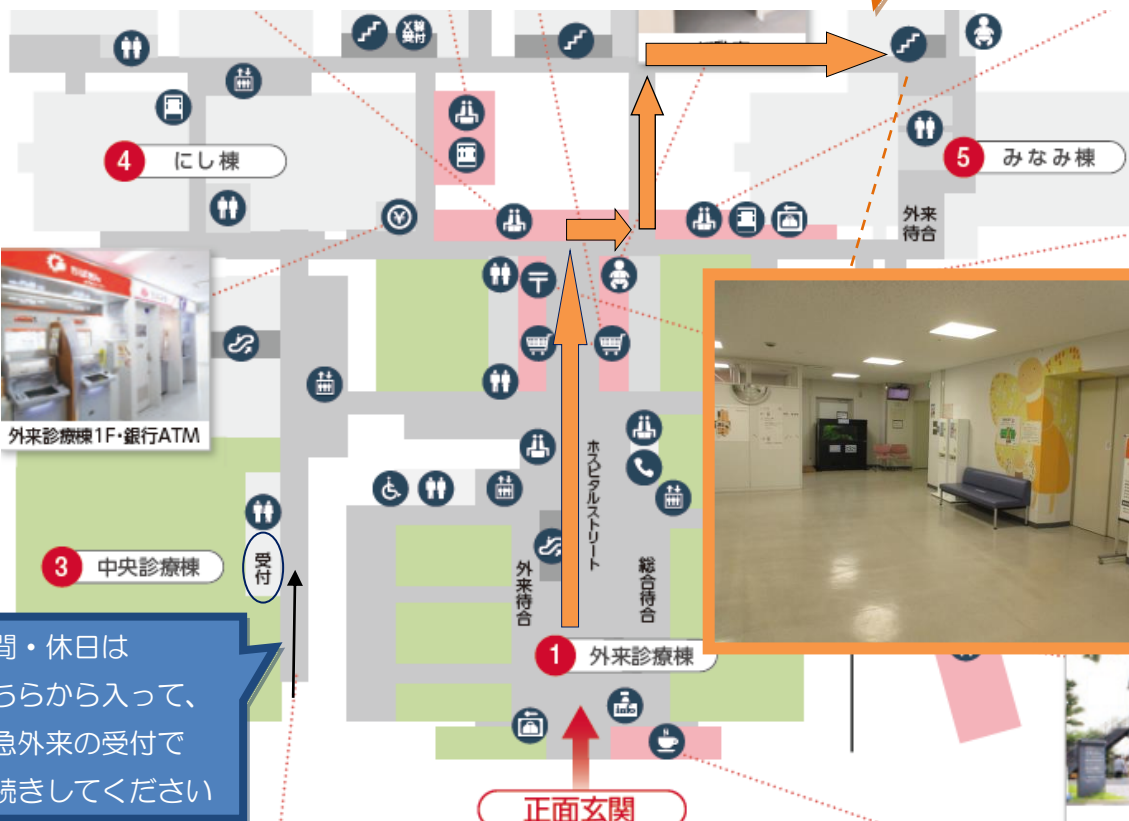 X線
受付
4 にし棟
5 みなみ棟
外来
待合
外来診療棟1F・銀行ATM
ホスピタルストリート
3 中央診療棟
受付
外来待合
総合待合
1 外来診療棟
info
間・休日は
ちらから入って、
急外来の受付で
続きしてください
正面玄関